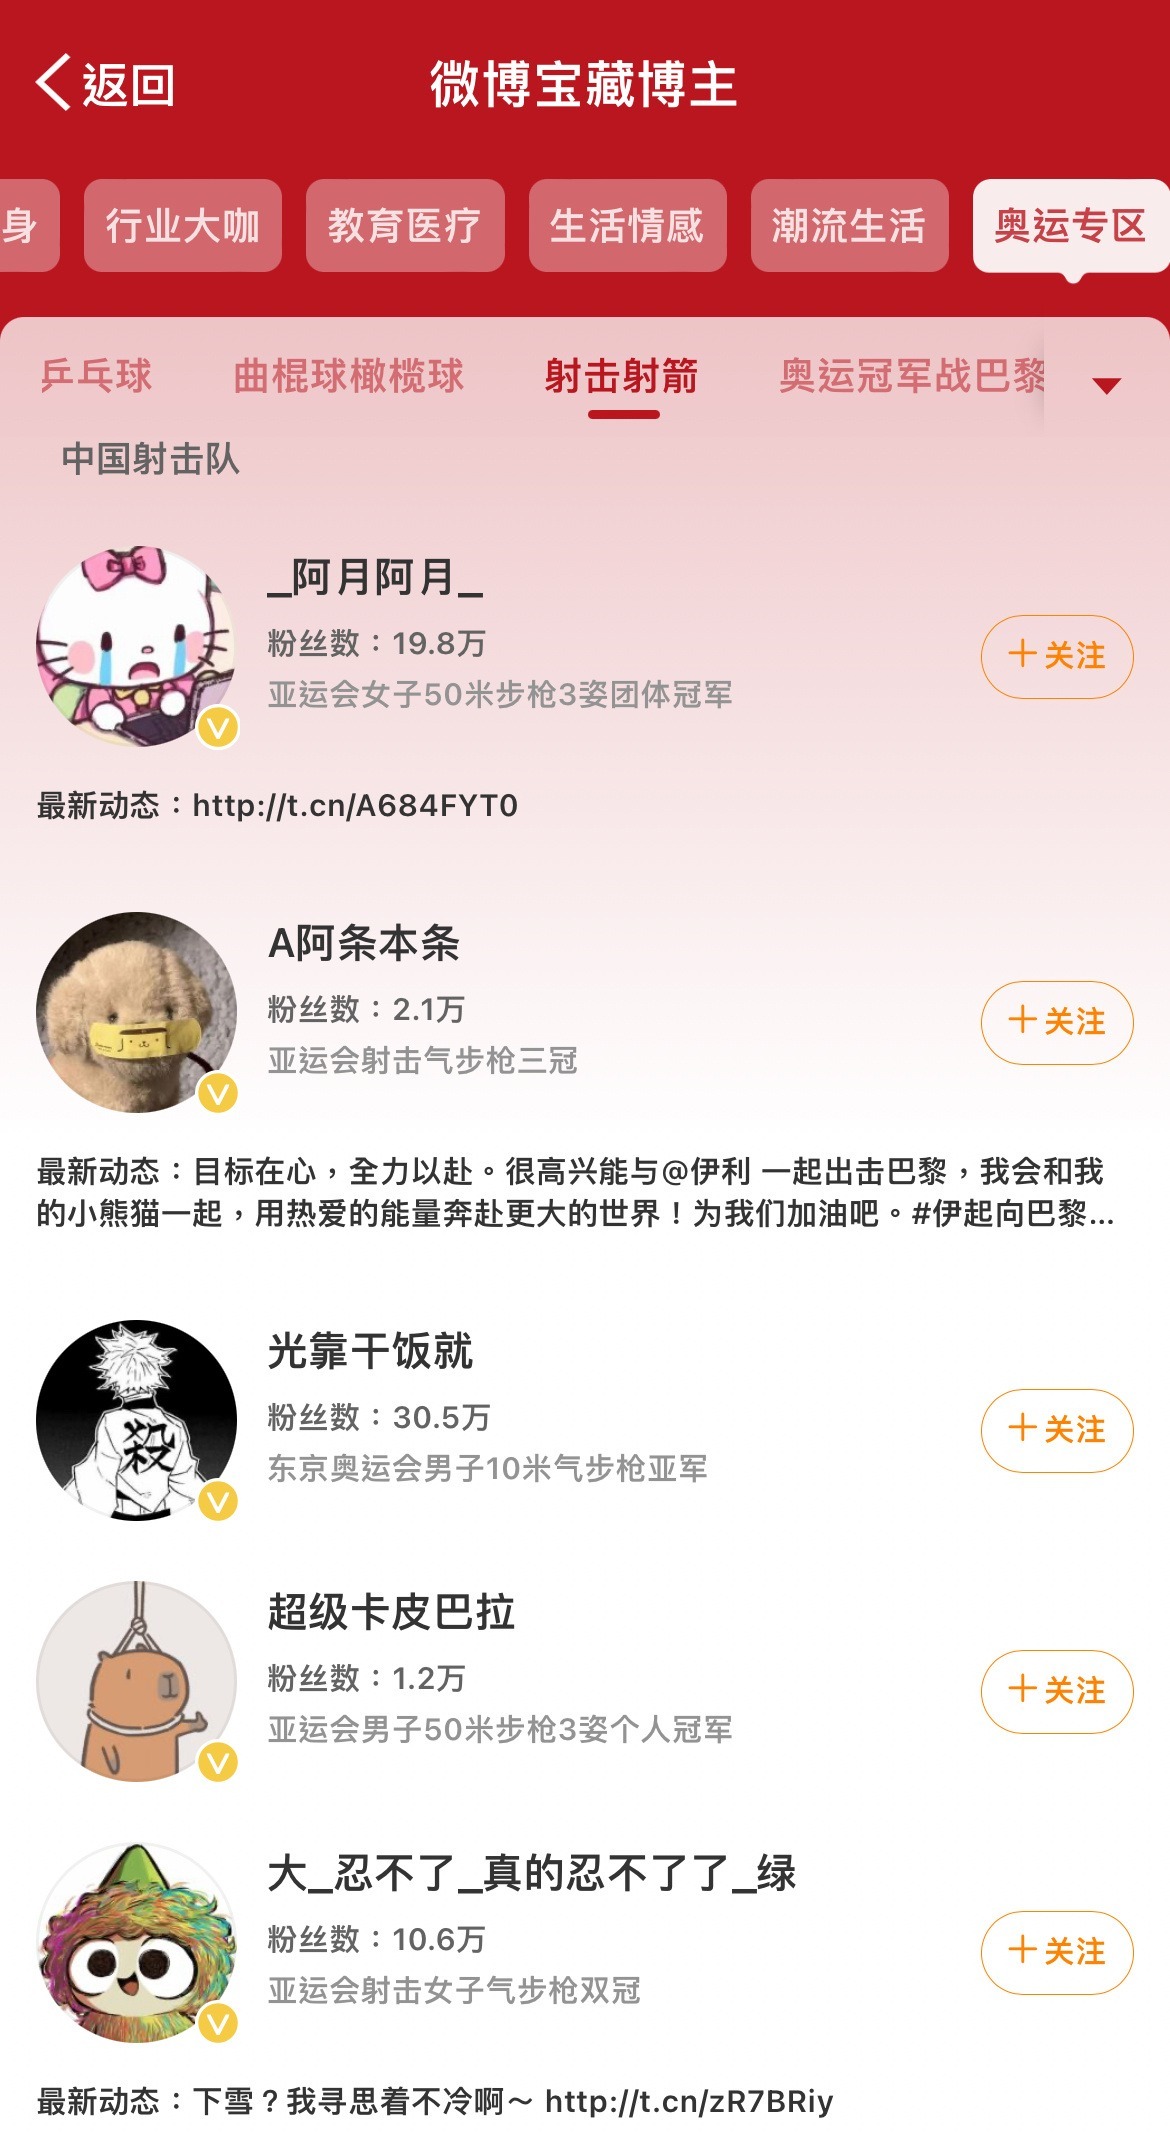 返回
微博宝藏博主
身
行业大咖
教育医疗
生活情感
潮流生活
奥运专区
乒乓球
曲棍球橄榄球
射击射箭
奥运冠军战巴黎
中国射击队
_阿月阿月_
粉丝数：19.8万
亚运会女子50米步枪3姿团体冠军
+关注
最新动态：http://t.cn/A684FYT0
A阿条本条
粉丝数：2.1万
亚运会射击气步枪三冠
+关注
最新动态：目标在心，全力以赴。很高兴能与@伊利 一起出击巴黎，我会和我
的小熊猫一起，用热爱的能量奔赴更大的世界！为我们加油吧。#伊起向巴黎...
殺
光靠干饭就
粉丝数：30.5万
东京奥运会男子10米气步枪亚军
+关注
超级卡皮巴拉
粉丝数：1.2万
亚运会男子50米步枪3姿个人冠军
+关注
大_忍不了_真的忍不了了_绿
粉丝数：10.6万
亚运会射击女子气步枪双冠
+关注
最新动态：下雪？我寻思着不冷啊～ http://t.cn/zR7BRiy